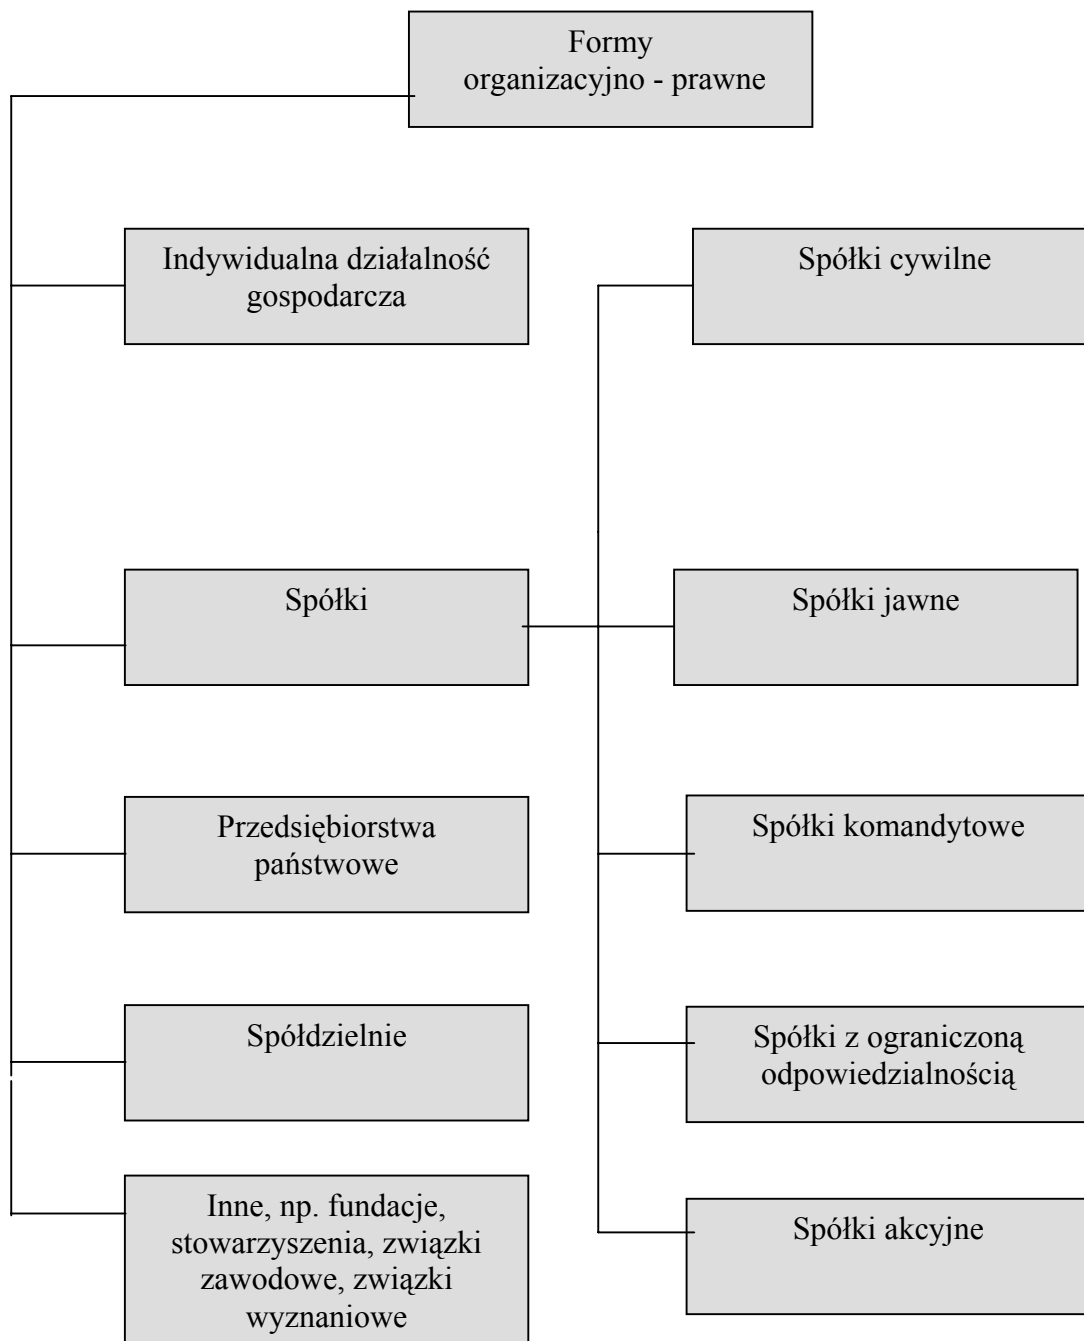 Formy
organizacyjno - prawne
Indywidualna działalność
gospodarcza
Spółki cywilne
Spółki
Spółki jawne
Przedsiębiorstwa
państwowe
Spółki komandytowe
Spółdzielnie
Spółki z ograniczoną
odpowiedzialnością
Inne, np. fundacje,
stowarzyszenia, związki
zawodowe, związki
wyznaniowe
Spółki akcyjne